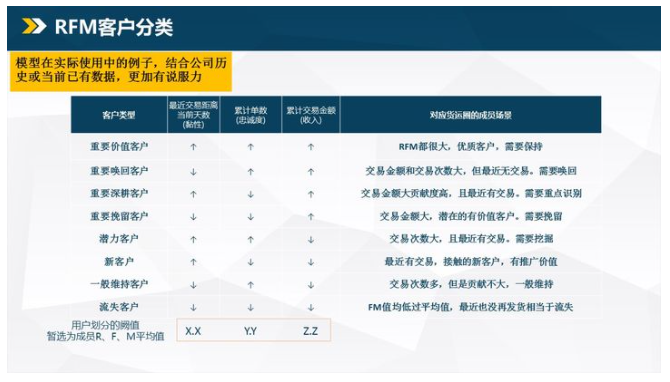 RFM客户分类
模型在实际使用中的例子，结合公司历
史或当前已有数据，更加有说服力
客户类型 最近交易距离当前天数(黏性) 累计单数(忠诚度) 累计交易金额(收入) 对应货运圈的成员场景
重要价值客户 ↑ ↑ ↑ RFM都很大，优质客户，需要保持
重要唤回客户 ↓ ↑ ↑ 交易金额和交易次数大，但最近无交易。需要唤回
重要深耕客户 ↑ ↓ ↑ 交易金额大贡献度高，且最近有交易。需要重点识别
重要挽留客户 ↓ ↓ ↑ 交易金额大，潜在的有价值客户。需要挽留
潜力客户 ↑ ↑ ↓ 交易次数大，且最近有交易。需要挖掘
新客户 ↑ ↓ ↓ 最近有交易，接触的新客户，有推广价值
一般维持客户 ↓ ↑ ↓ 交易次数多，但是贡献不大，一般维持
流失客户 ↓ ↓ ↓ FM值均低过平均值，最近也没再发货相当于流失
用户划分的阙值
暂选为成员R、F、M平均值 X.X Y.Y Z.Z